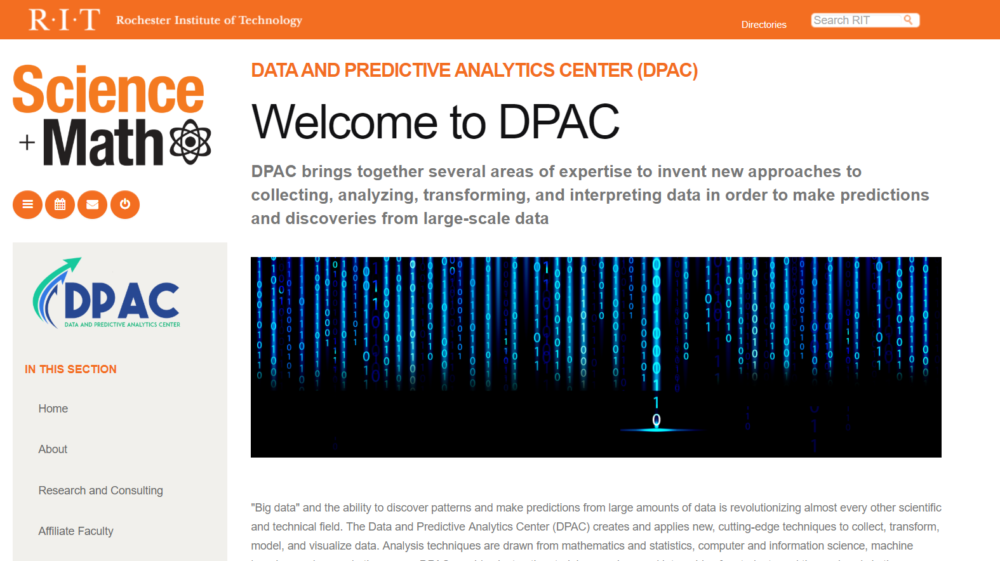 R·I·T Rochester Institute of Technology
Directories
Search RIT
Science
+Math
DPAC
DATA AND PREDICTIVE ANALYTICS CENTER
IN THIS SECTION
Home
About
Research and Consulting
Affiliate Faculty
DATA AND PREDICTIVE ANALYTICS CENTER (DPAC)
Welcome to DPAC
DPAC brings together several areas of expertise to invent new approaches to
collecting, analyzing, transforming, and interpreting data in order to make predictions
and discoveries from large-scale data
"Big data" and the ability to discover patterns and make predictions from large amounts of data is revolutionizing almost every other scientific
and technical field. The Data and Predictive Analytics Center (DPAC) creates and applies new, cutting-edge techniques to collect, transform,
model, and visualize data. Analysis techniques are drawn from mathematics and statistics, computer and information science, machine